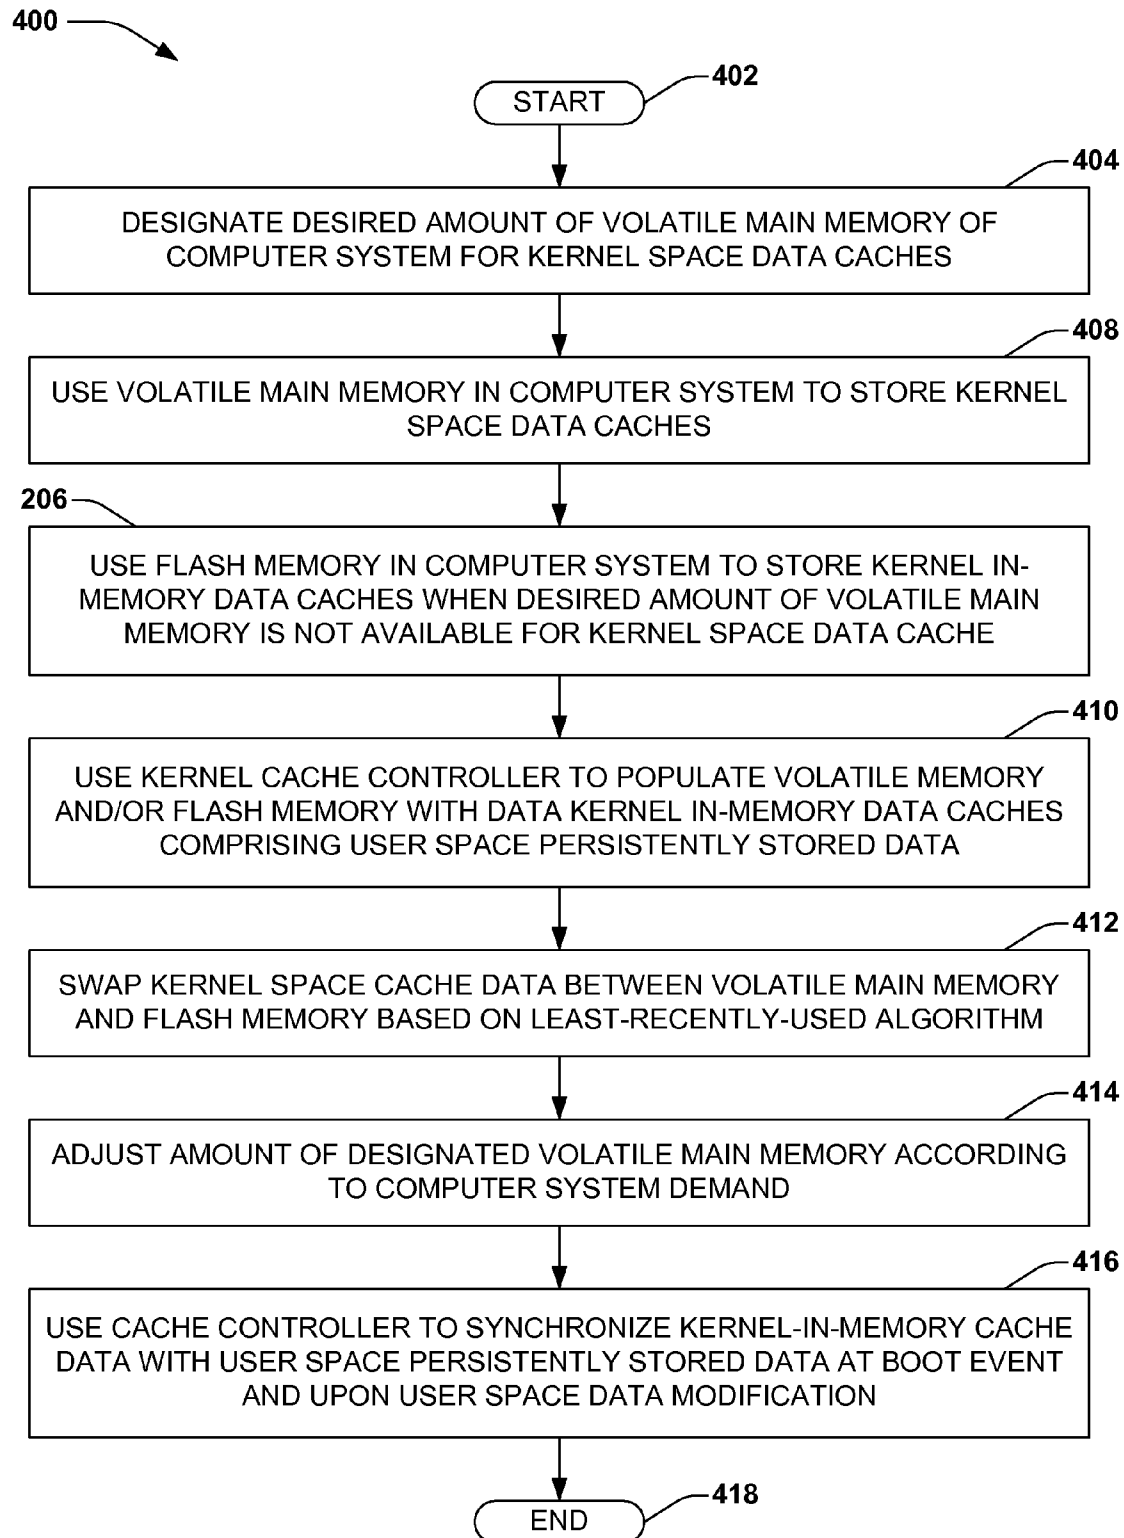 400
402
START
404
DESIGNATE DESIRED AMOUNT OF VOLATILE MAIN MEMORY OF
COMPUTER SYSTEM FOR KERNEL SPACE DATA CACHES
408
USE VOLATILE MAIN MEMORY IN COMPUTER SYSTEM TO STORE KERNEL
SPACE DATA CACHES
206
USE FLASH MEMORY IN COMPUTER SYSTEM TO STORE KERNEL IN-
MEMORY DATA CACHES WHEN DESIRED AMOUNT OF VOLATILE MAIN
MEMORY IS NOT AVAILABLE FOR KERNEL SPACE DATA CACHE
410
USE KERNEL CACHE CONTROLLER TO POPULATE VOLATILE MEMORY
AND/OR FLASH MEMORY WITH DATA KERNEL IN-MEMORY DATA CACHES
COMPRISING USER SPACE PERSISTENTLY STORED DATA
412
SWAP KERNEL SPACE CACHE DATA BETWEEN VOLATILE MAIN MEMORY
AND FLASH MEMORY BASED ON LEAST-RECENTLY-USED ALGORITHM
414
ADJUST AMOUNT OF DESIGNATED VOLATILE MAIN MEMORY ACCORDING
TO COMPUTER SYSTEM DEMAND
416
USE CACHE CONTROLLER TO SYNCHRONIZE KERNEL-IN-MEMORY CACHE
DATA WITH USER SPACE PERSISTENTLY STORED DATA AT BOOT EVENT
AND UPON USER SPACE DATA MODIFICATION
418
END